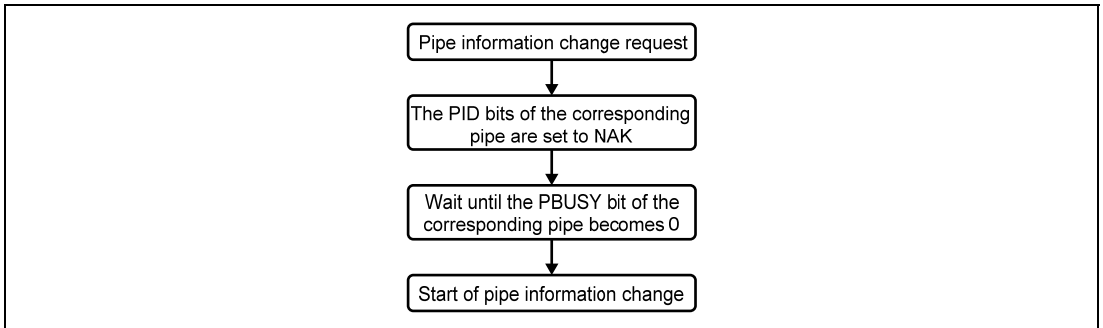 Pipe information change request
The PID bits of the corresponding
pipe are set to NAK
Wait until the PBUSY bit of the
corresponding pipe becomes 0
Start of pipe information change